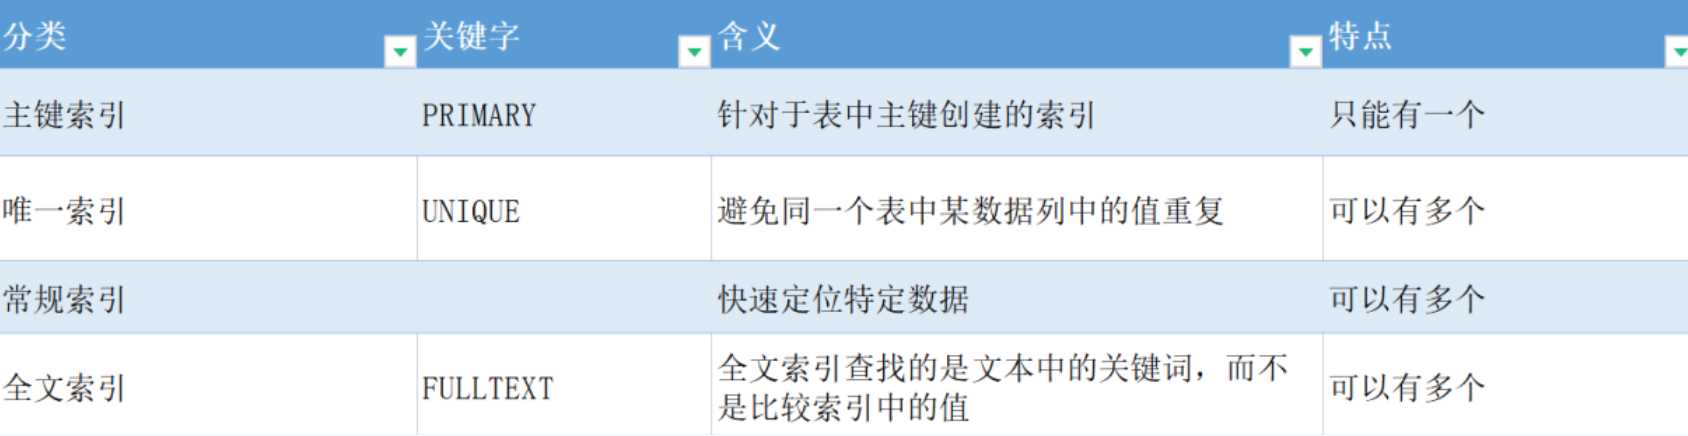 分类 关键字 含义 特点
主键索引 PRIMARY 针对于表中主键创建的索引 只能有一个
唯一索引 UNIQUE 避免同一个表中某数据列中的值重复 可以有多个
常规索引 快速定位特定数据 可以有多个
全文索引 FULLTEXT 全文索引查找的是文本中的关键词，而不
是比较索引中的值 可以有多个